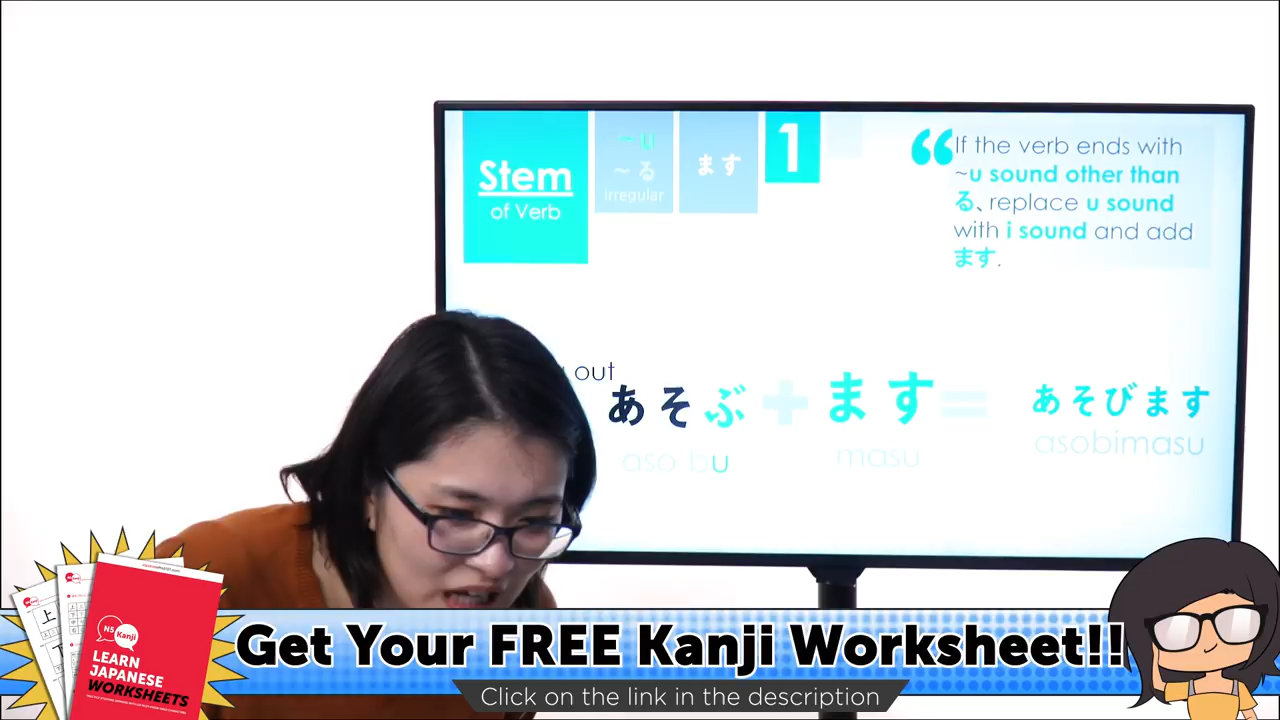 Stem
of Verb
~u
~る
irregular
ます
1
“If the verb ends with
~u sound other than
る、replace u sound
with i sound and add
ます.
out
あそぶ + ます = あそびます
aso bu masu asobimasu
N5 Kanji
LEARN
JAPANESE
WORKSHEETS
上
Get Your FREE Kanji Worksheet!!
Click on the link in the description